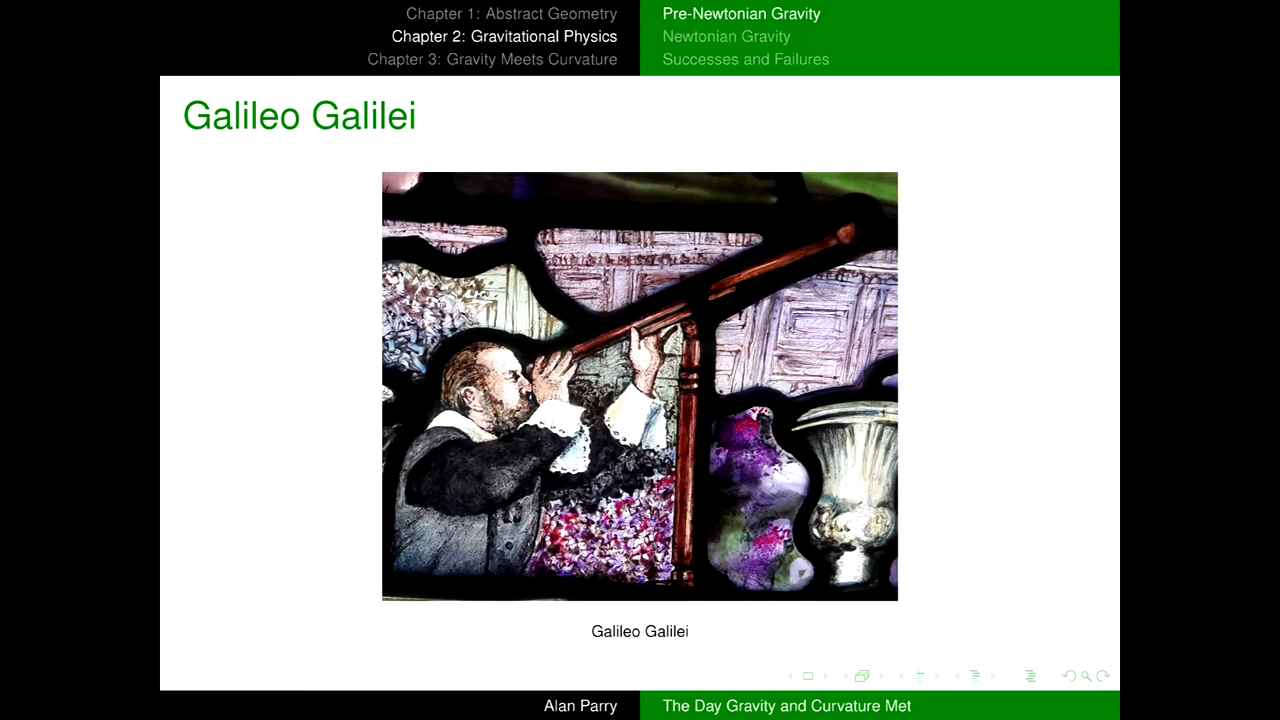 Chapter 1: Abstract Geometry
Chapter 2: Gravitational Physics
Chapter 3: Gravity Meets Curvature
Pre-Newtonian Gravity
Newtonian Gravity
Successes and Failures
Galileo Galilei
Galileo Galilei
Alan Parry
The Day Gravity and Curvature Met